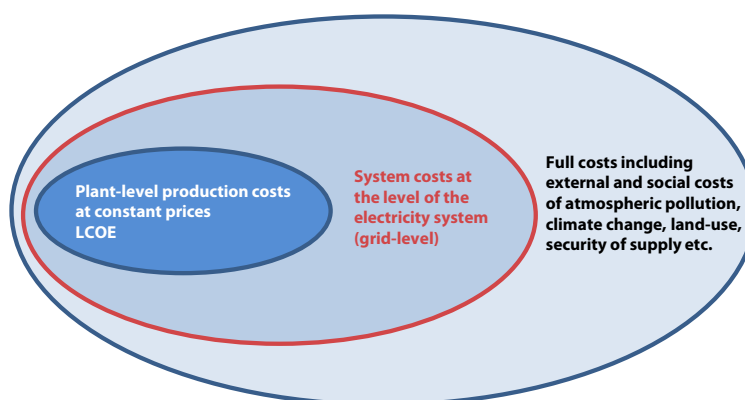 Plant-level production costs
at constant prices
LCOE
System costs at
the level of the
electricity system
(grid-level)
Full costs including
external and social costs
of atmospheric pollution,
climate change, land-use,
security of supply etc.